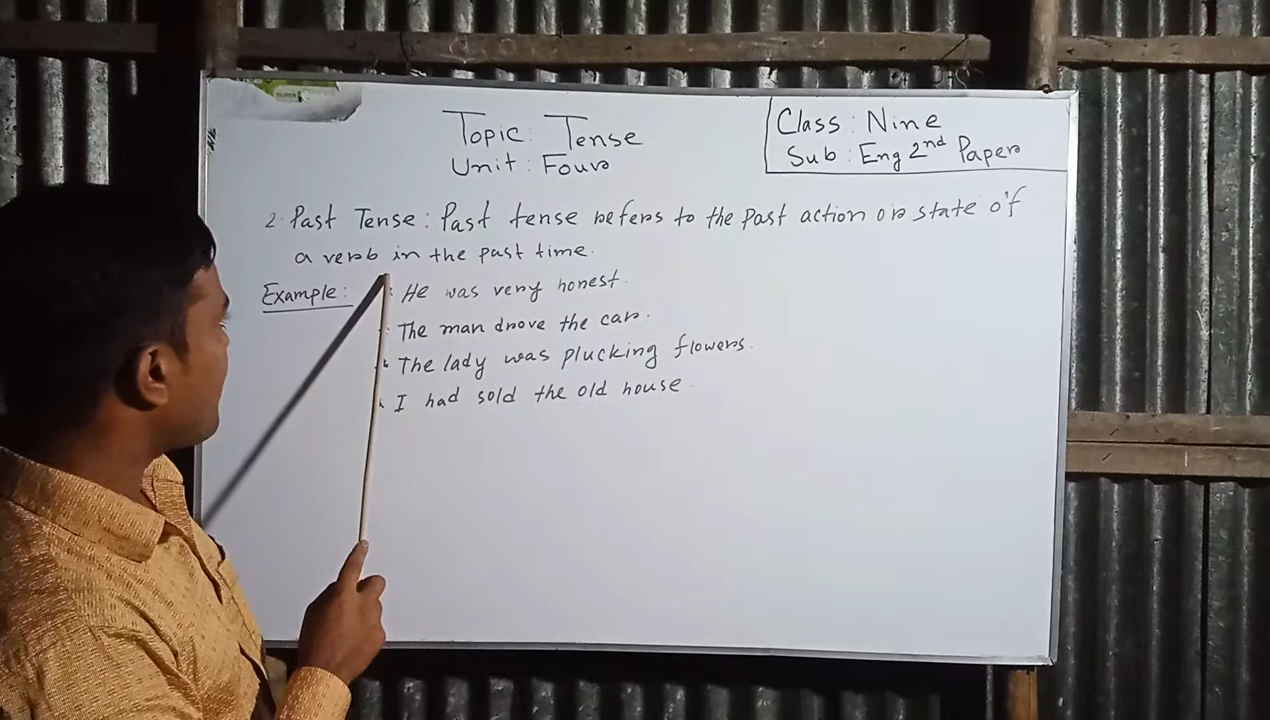 Topic: Tense
Unit: Four
Class: Nine
Sub: Eng 2nd Paper
2. Past Tense: Past tense refers to the past action or state of
a verb in the past time.
Example:
He was very honest.
The man drove the car.
The lady was plucking flowers.
I had sold the old house.